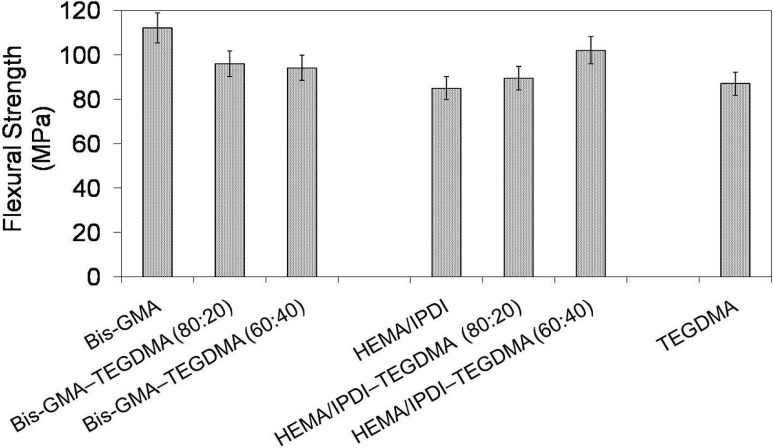 Flexural Strength
(MPa)
120
100
80
60
40
20
0
Bis-GMA
Bis-GMA–TEGDMA (80:20)
Bis-GMA–TEGDMA (60:40)
HEMA/IPDI
HEMA/IPDI–TEGDMA (80:20)
HEMA/IPDI–TEGDMA (60:40)
TEGDMA